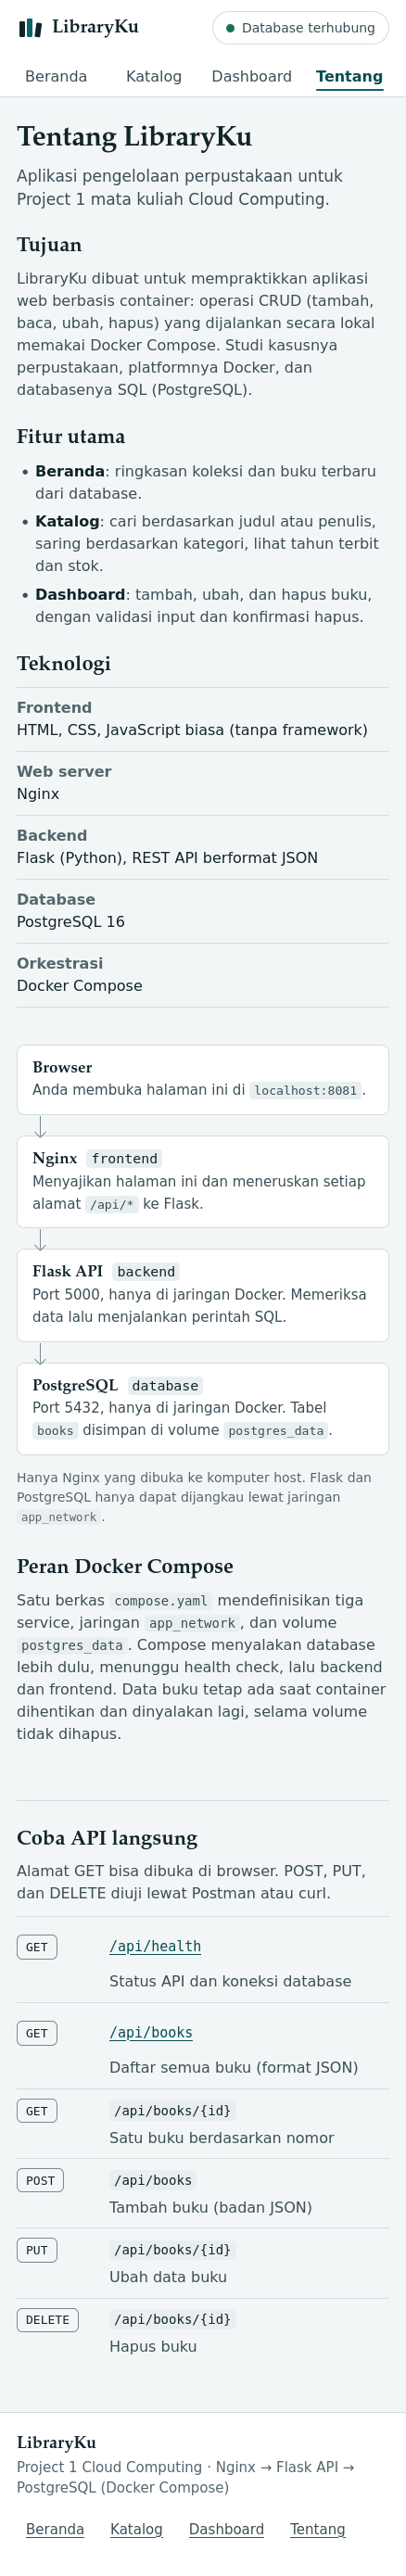 LibraryKu
Database terhubung
Beranda Katalog Dashboard Tentang
Tentang LibraryKu
Aplikasi pengelolaan perpustakaan untuk
Project 1 mata kuliah Cloud Computing.
Tujuan
LibraryKu dibuat untuk mempraktikkan aplikasi
web berbasis container: operasi CRUD (tambah,
baca, ubah, hapus) yang dijalankan secara lokal
memakai Docker Compose. Studi kasusnya
perpustakaan, platformnya Docker, dan
databasenya SQL (PostgreSQL).
Fitur utama
• Beranda: ringkasan koleksi dan buku terbaru
dari database.
• Katalog: cari berdasarkan judul atau penulis,
saring berdasarkan kategori, lihat tahun terbit
dan stok.
• Dashboard: tambah, ubah, dan hapus buku,
dengan validasi input dan konfirmasi hapus.
Teknologi
Frontend
HTML, CSS, JavaScript biasa (tanpa framework)
Web server
Nginx
Backend
Flask (Python), REST API berformat JSON
Database
PostgreSQL 16
Orkestrasi
Docker Compose
Browser
Anda membuka halaman ini di localhost:8081.
Nginx frontend
Menyajikan halaman ini dan meneruskan setiap
alamat /api/* ke Flask.
Flask API backend
Port 5000, hanya di jaringan Docker. Memeriksa
data lalu menjalankan perintah SQL.
PostgreSQL database
Port 5432, hanya di jaringan Docker. Tabel
books disimpan di volume postgres_data.
Hanya Nginx yang dibuka ke komputer host. Flask dan
PostgreSQL hanya dapat dijangkau lewat jaringan
app_network.
Peran Docker Compose
Satu berkas compose.yaml mendefinisikan tiga
service, jaringan app_network, dan volume
postgres_data. Compose menyalakan database
lebih dulu, menunggu health check, lalu backend
dan frontend. Data buku tetap ada saat container
dihentikan dan dinyalakan lagi, selama volume
tidak dihapus.
Coba API langsung
Alamat GET bisa dibuka di browser. POST, PUT,
dan DELETE diuji lewat Postman atau curl.
GET /api/health
Status API dan koneksi database
GET /api/books
Daftar semua buku (format JSON)
GET /api/books/{id}
Satu buku berdasarkan nomor
POST /api/books
Tambah buku (badan JSON)
PUT /api/books/{id}
Ubah data buku
DELETE /api/books/{id}
Hapus buku
LibraryKu
Project 1 Cloud Computing · Nginx → Flask API →
PostgreSQL (Docker Compose)
Beranda Katalog Dashboard Tentang